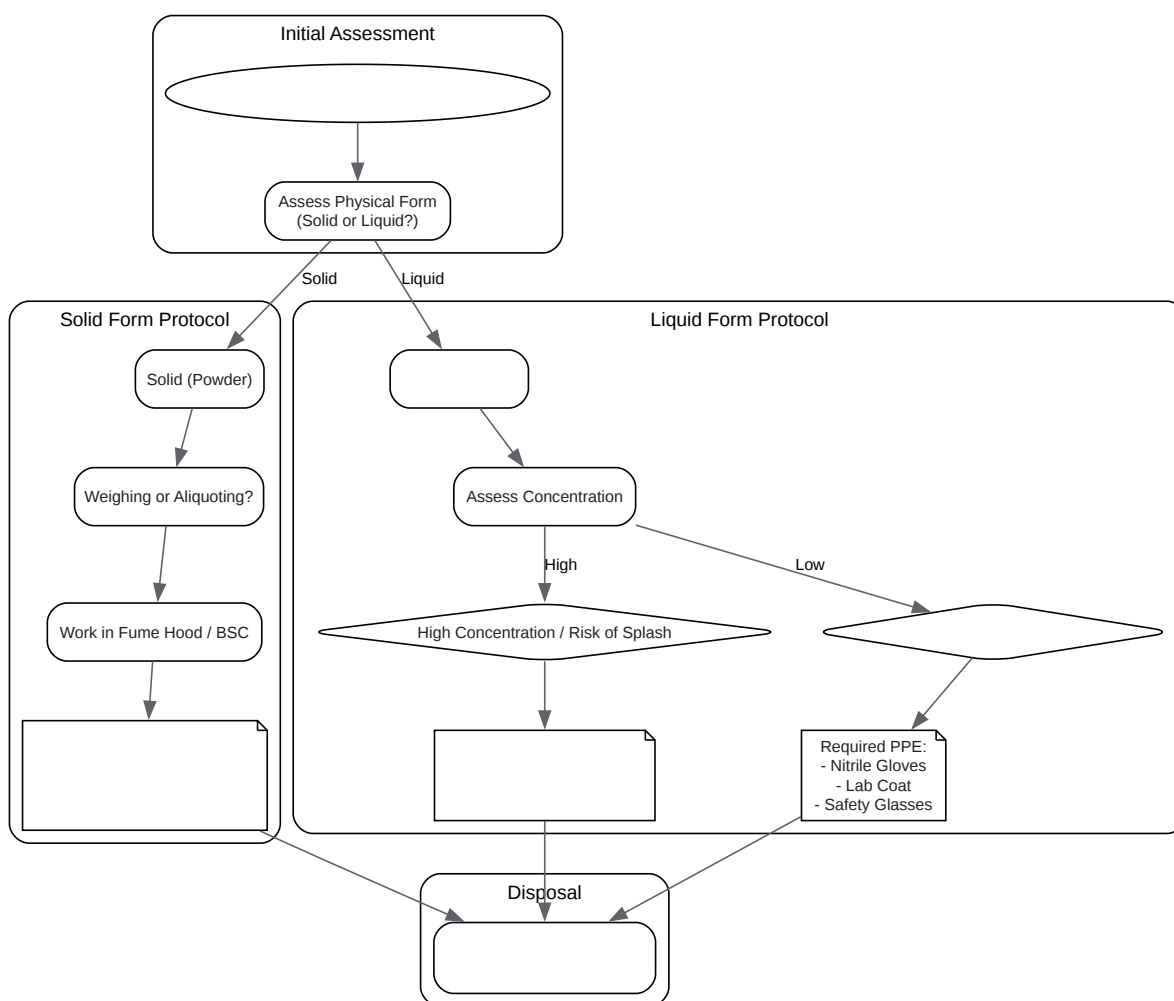 Initial Assessment
Assess Physical Form
(Solid or Liquid?)
Solid
Liquid
Solid Form Protocol
Solid (Powder)
Weighing or Aliquoting?
Work in Fume Hood / BSC
Liquid Form Protocol
Assess Concentration
High
Low
High Concentration / Risk of Splash
Required PPE:
- Nitrile Gloves
- Lab Coat
- Safety Glasses
Disposal